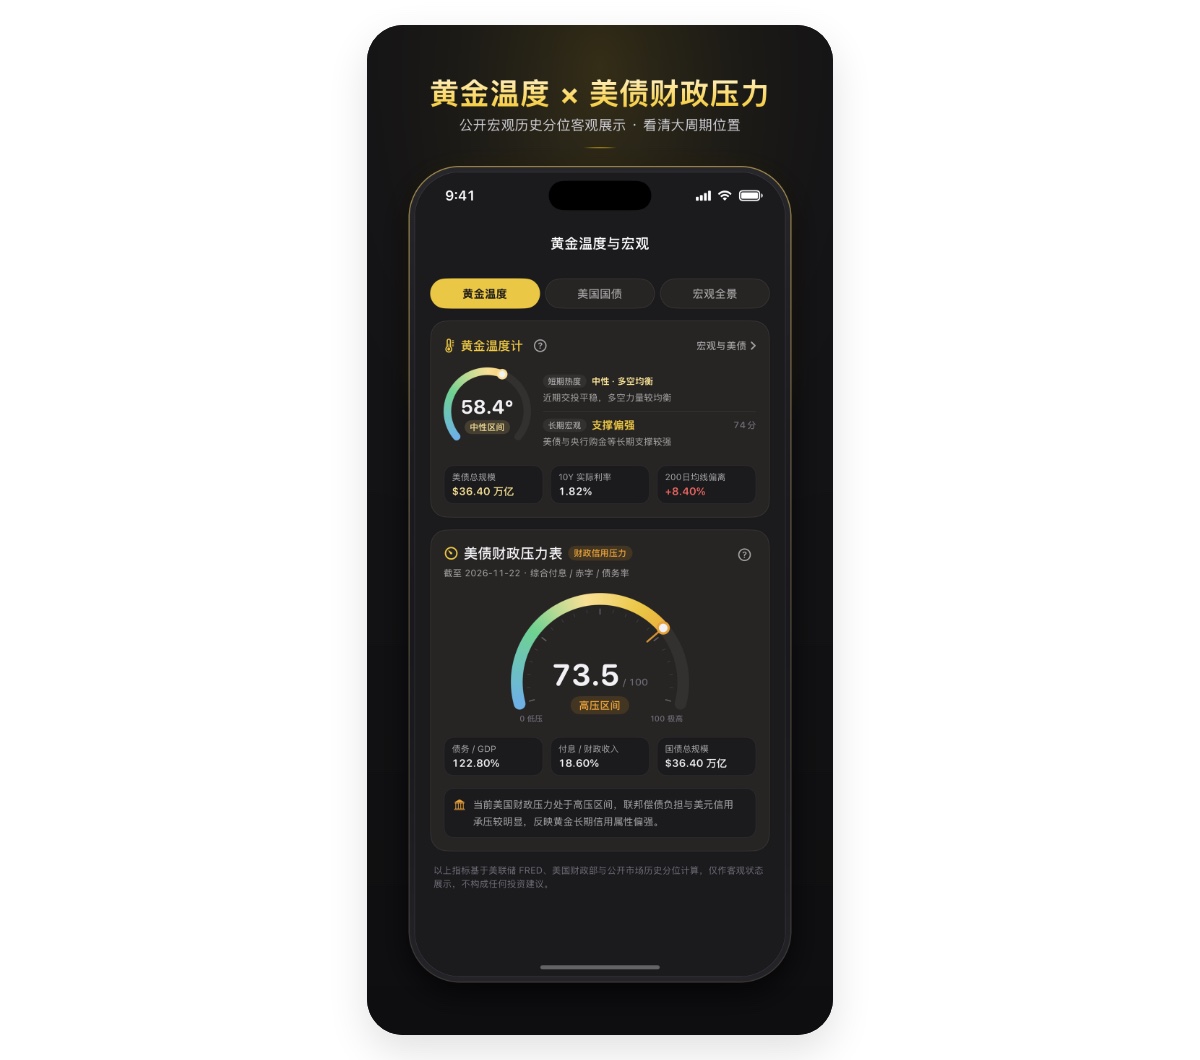 黄金温度 × 美债财政压力
公开宏观历史分位客观展示 · 看清大周期位置
9:41
黄金温度与宏观
黄金温度
美国国债
宏观全景
黄金温度计 ?
宏观与美债 >
58.4°
中性区间
短期热度 中性 · 多空均衡
近期交投平稳，多空力量较均衡
长期宏观 支撑偏强 74分
美债与央行购金等长期支撑较强
美债总规模
$36.40 万亿
10Y 实际利率
1.82%
200日均线偏离
+8.40%
美债财政压力表 财政信用压力 ?
截至 2026-11-22 · 综合付息 / 赤字 / 债务率
73.5 / 100
高压区间
0 低压
100 极高
债务 / GDP
122.80%
付息 / 财政收入
18.60%
国债总规模
$36.40 万亿
当前美国财政压力处于高压区间，联邦偿债负担与美元信用
承压较明显，反映黄金长期信用属性偏强。
以上指标基于美联储 FRED、美国财政部与公开市场历史分位计算，仅作客观状态
展示，不构成任何投资建议。